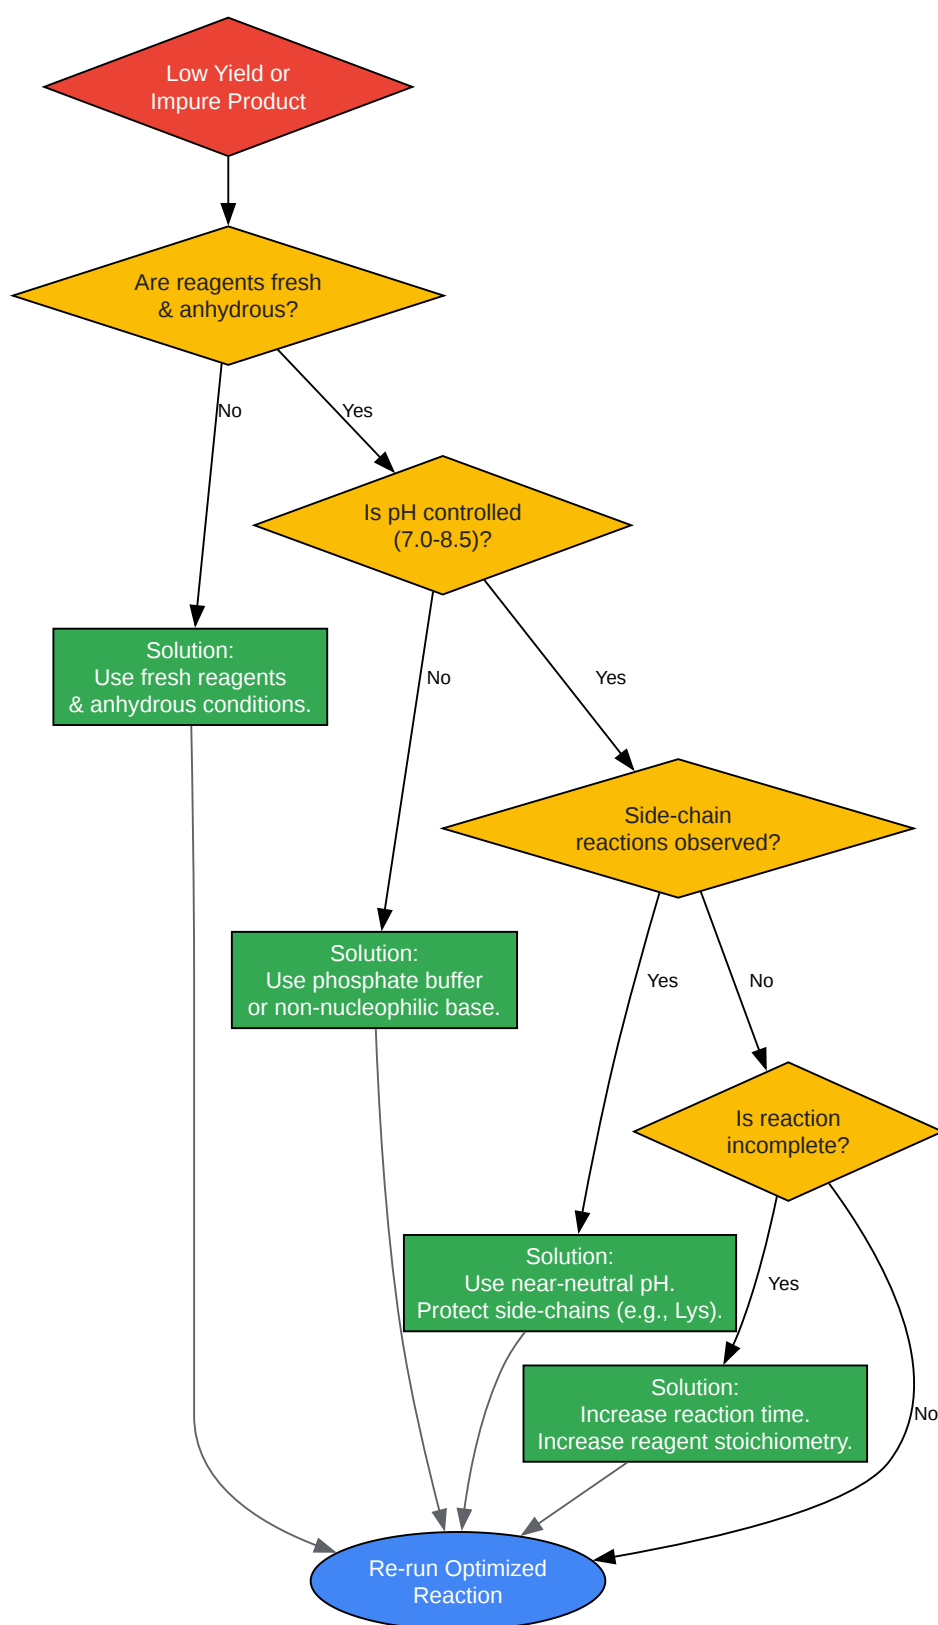 Low Yield or
Impure Product
Are reagents fresh
& anhydrous?
No
Yes
Is pH controlled
(7.0-8.5)?
Solution:
Use fresh reagents
& anhydrous conditions.
No
Yes
Side-chain
reactions observed?
Solution:
Use phosphate buffer
or non-nucleophilic base.
Yes
No
Is reaction
incomplete?
Solution:
Use near-neutral pH.
Protect side-chains (e.g., Lys).
Yes
Solution:
Increase reaction time.
Increase reagent stoichiometry.
No
Re-run Optimized
Reaction